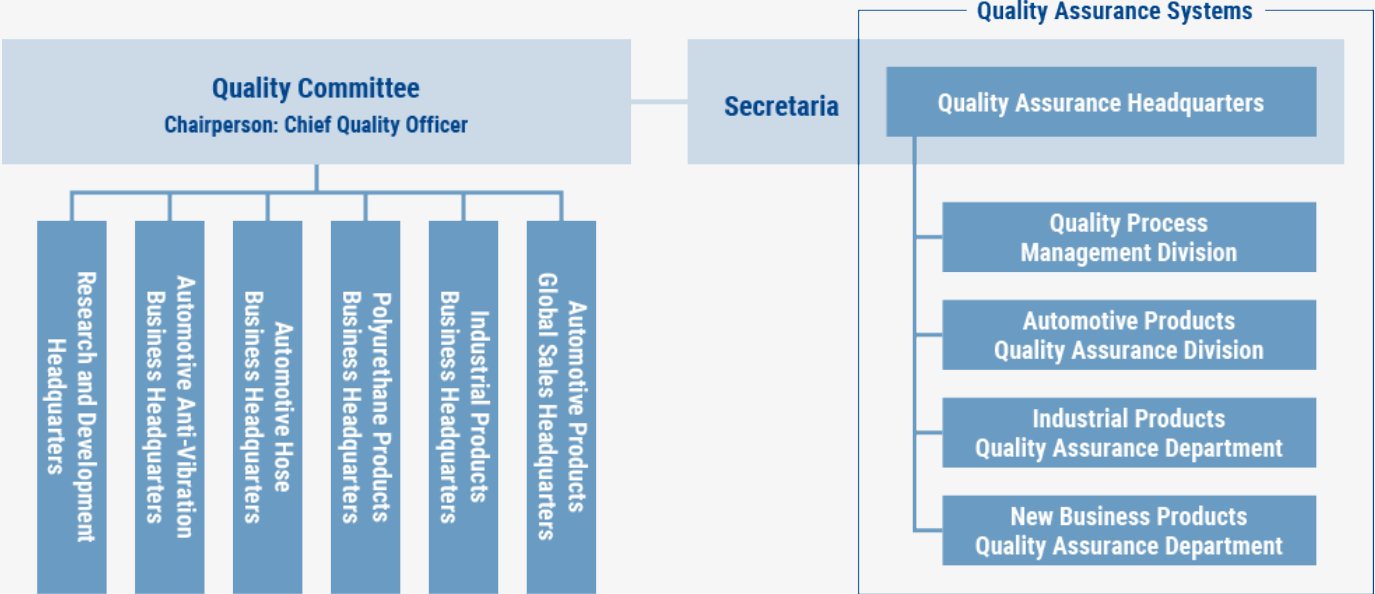 Quality Assurance Systems
Quality Committee
Chairperson: Chief Quality Officer
Secretaria
Quality Assurance Headquarters
Research and Development
Headquarters
Automotive Anti-Vibration
Business Headquarters
Automotive Hose
Business Headquarters
Polyurethane Products
Business Headquarters
Industrial Products
Business Headquarters
Automotive Products
Global Sales Headquarters
Quality Process
Management Division
Automotive Products
Quality Assurance Division
Industrial Products
Quality Assurance Department
New Business Products
Quality Assurance Department